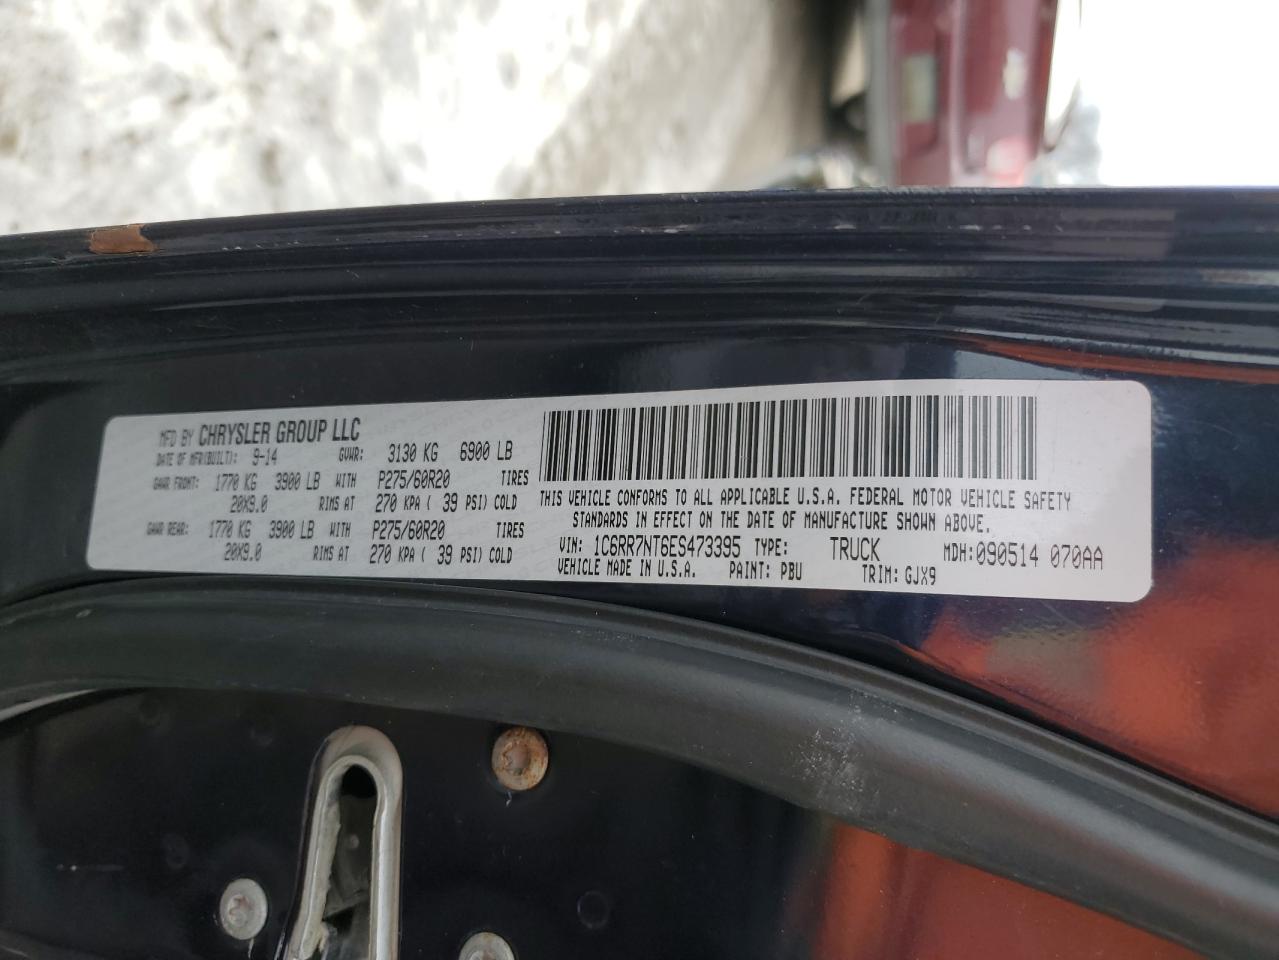 MFD BY CHRYSLER GROUP LLC
DATE OF MFR(BUILT): 9-14 GVWR: 3130 KG 6900 LB
GAWR FRONT: 1770 KG 3900 LB WITH P275/60R20 TIRES
20X9.0 RIMS AT 270 KPA ( 39 PSI) COLD
GAWR REAR: 1770 KG 3900 LB WITH P275/60R20 TIRES
20X9.0 RIMS AT 270 KPA ( 39 PSI) COLD
THIS VEHICLE CONFORMS TO ALL APPLICABLE U.S.A. FEDERAL MOTOR VEHICLE SAFETY
STANDARDS IN EFFECT ON THE DATE OF MANUFACTURE SHOWN ABOVE.
VIN: 1C6RR7NT6ES473395 TYPE: TRUCK MDH:090514 070AA
VEHICLE MADE IN U.S.A. PAINT: PBU TRIM: GJX9